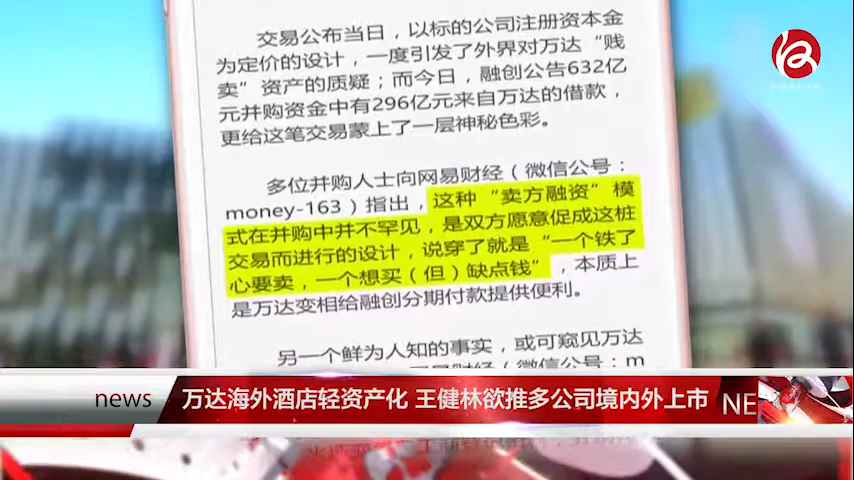 交易公布当日，以标的公司注册资本金
为定价的设计，一度引发了外界对万达“贱
卖”资产的质疑；而今日，融创公告632亿
元并购资金中有296亿元来自万达的借款，
更给这笔交易蒙上了一层神秘色彩。
多位并购人士向网易财经（微信公号：
money-163）指出，这种“卖方融资”模
式在并购中并不罕见，是双方愿意促成这桩
交易而进行的设计，说穿了就是“一个铁了
心要卖，一个想买（但）缺点钱”，本质上
是万达变相给融创分期付款提供便利。
另一个鲜为人知的事实，或可窥见万达
（微信公号：m
news
万达海外酒店轻资产化 王健林欲推多公司境内外上市
NE